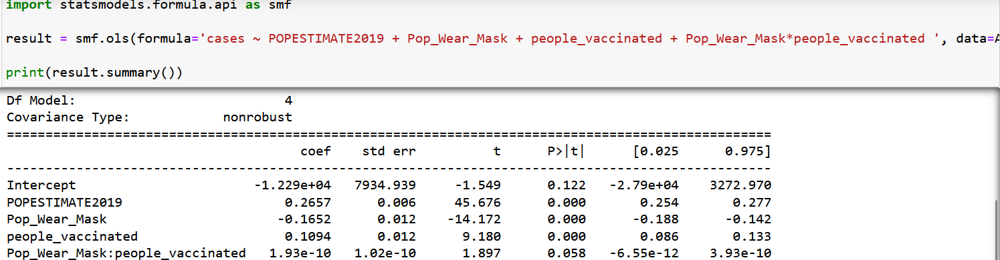 import statsmodels.formula.api as smf
result = smf.ols(formula='cases ~ POPESTIMATE2019 + Pop_Wear_Mask + people_vaccinated + Pop_Wear_Mask*people_vaccinated ', data=A
print(result.summary())
Df Model: 4
Covariance Type: nonrobust
==============================================================================================
coef std err t P>|t| [0.025 0.975]
----------------------------------------------------------------------------------------------
Intercept -1.229e+04 7934.939 -1.549 0.122 -2.79e+04 3272.970
POPESTIMATE2019 0.2657 0.006 45.676 0.000 0.254 0.277
Pop_Wear_Mask -0.1652 0.012 -14.172 0.000 -0.188 -0.142
people_vaccinated 0.1094 0.012 9.180 0.000 0.086 0.133
Pop_Wear_Mask:people_vaccinated 1.93e-10 1.02e-10 1.897 0.058 -6.55e-12 3.93e-10